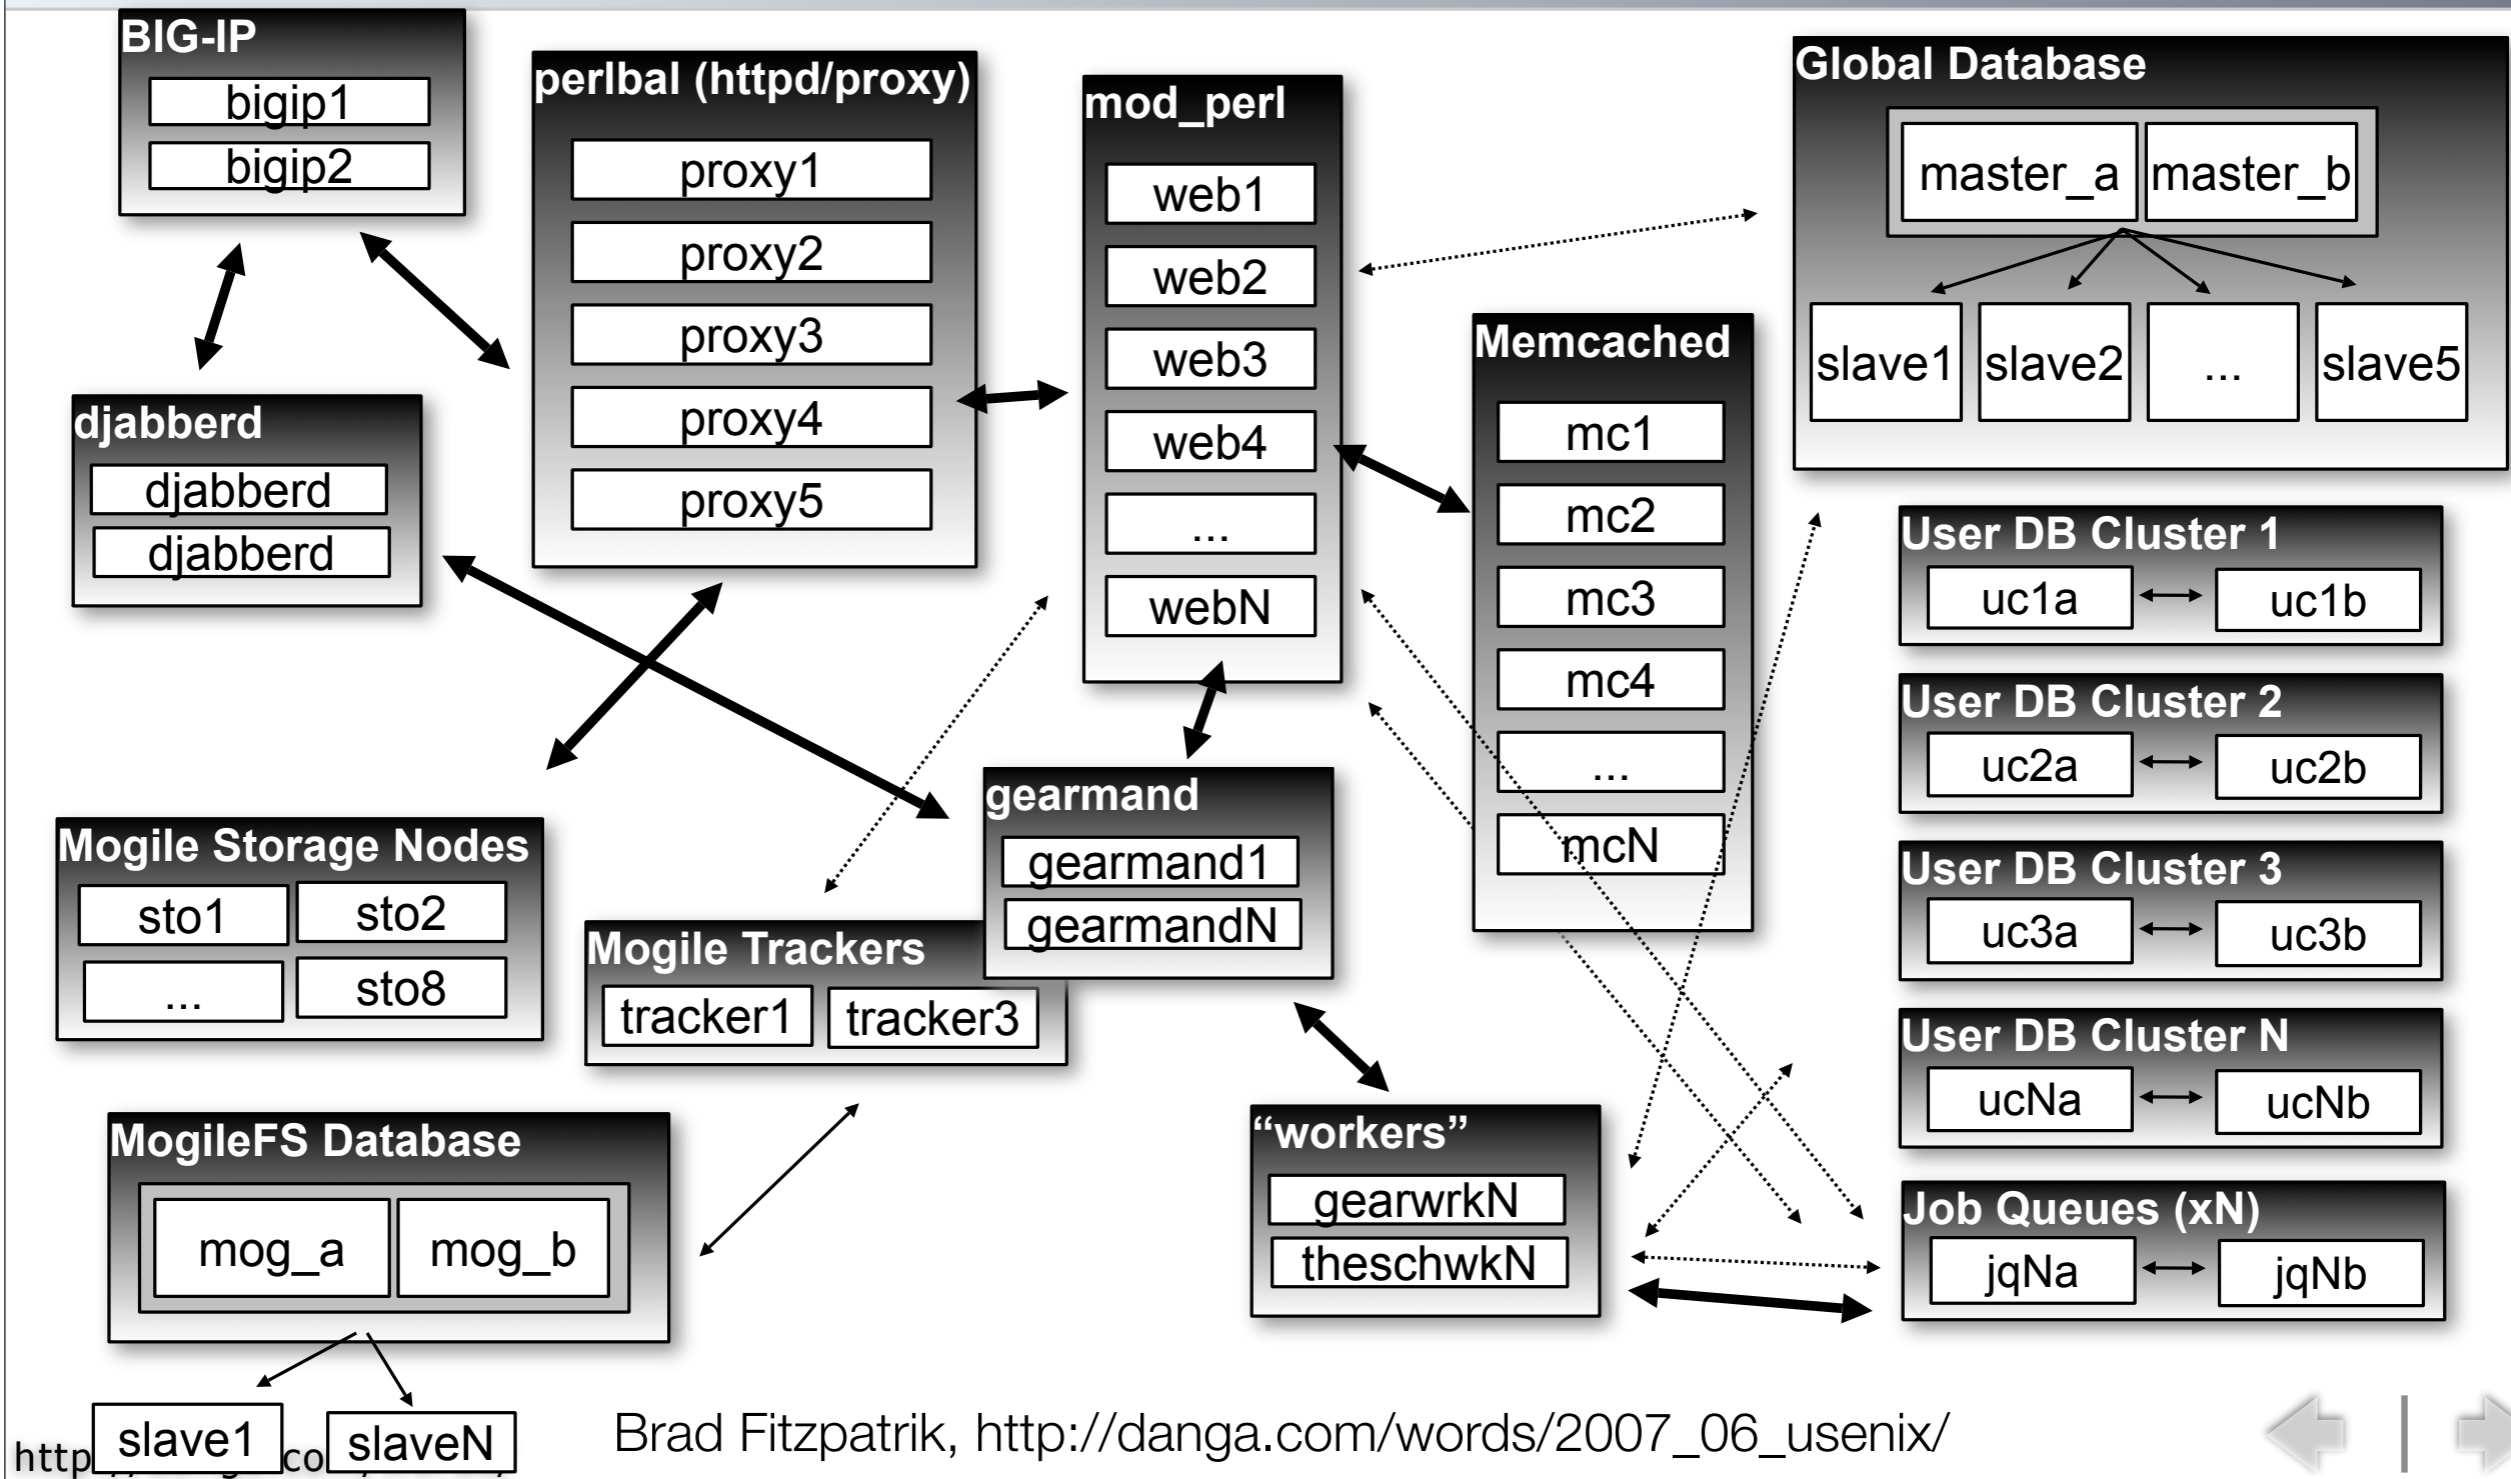 BIG-IP
bigip1
bigip2
perlbal (httpd/proxy)
proxy1
proxy2
proxy3
proxy4
proxy5
mod_perl
web1
web2
web3
web4
...
webN
Global Database
master_a
master_b
slave1
slave2
...
slave5
Memcached
mc1
mc2
mc3
mc4
...
mcN
djabberd
djabberd
djabberd
User DB Cluster 1
uc1a
uc1b
User DB Cluster 2
uc2a
uc2b
User DB Cluster 3
uc3a
uc3b
User DB Cluster N
ucNa
ucNb
gearmand
gearmand1
gearmandN
Mogile Storage Nodes
sto1
sto2
...
sto8
Mogile Trackers
tracker1
tracker3
MogileFS Database
mog_a
mog_b
“workers”
gearwrkN
theschwkN
Job Queues (xN)
jqNa
jqNb
slave1
slaveN
Brad Fitzpatrik, http://danga.com/words/2007_06_usenix/